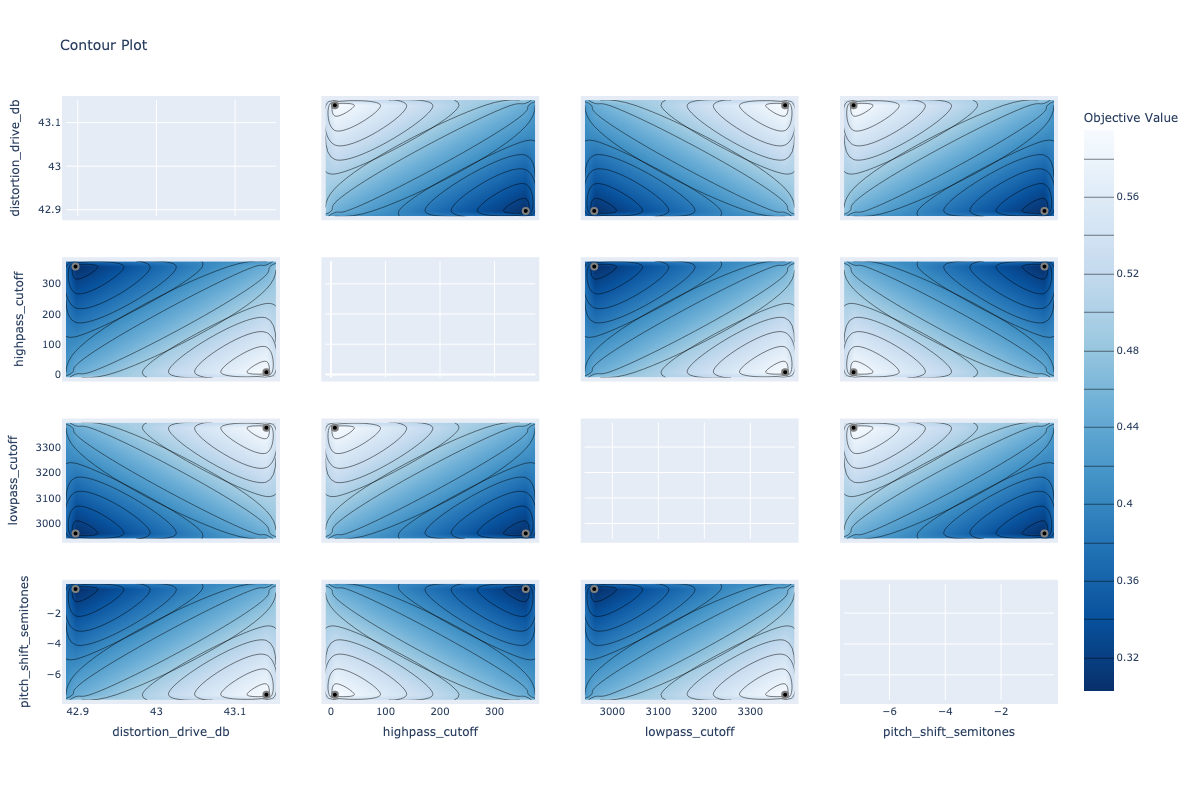 Contour Plot
Objective Value
distortion_drive_db
43.1
43
42.9
highpass_cutoff
300
200
100
0
lowpass_cutoff
3300
3200
3100
3000
pitch_shift_semitones
−2
−4
−6
42.9 43 43.1
0 100 200 300
3000 3100 3200 3300
−6 −4 −2
distortion_drive_db
highpass_cutoff
lowpass_cutoff
pitch_shift_semitones
0.56
0.52
0.48
0.44
0.4
0.36
0.32